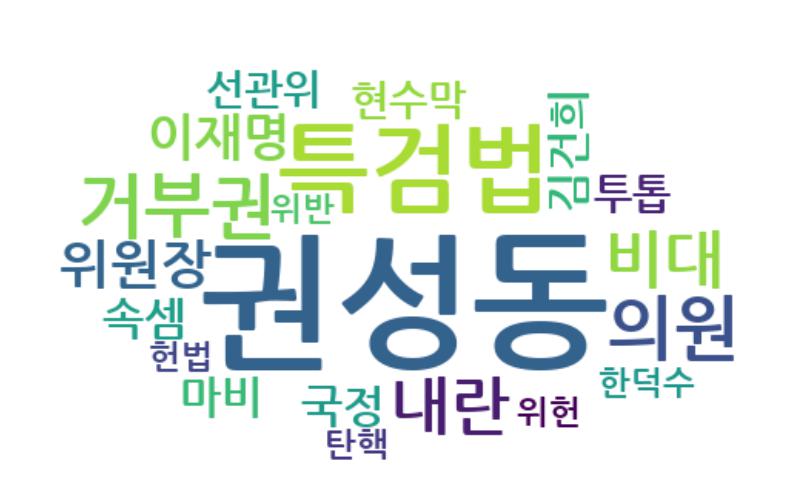 선관위
현수막
김건희
이재명
특검법
거부권
위반
투톱
위원장
권성동
비대
속셈
의원
헌법
마비
국정
내란
위헌
한덕수
탄핵